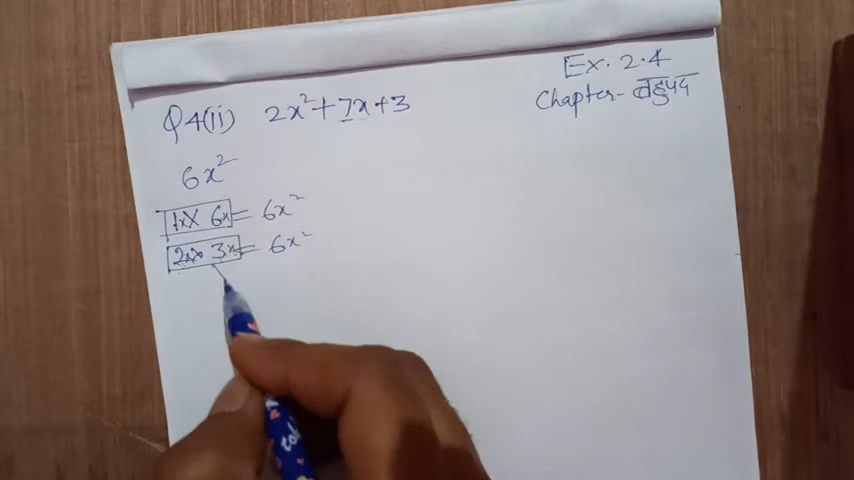 Ex. 2.4
Chapter- बहुपद
Q4(ii) 2x²+7x+3
6x²
1x× 6x = 6x²
2x× 3x = 6x²